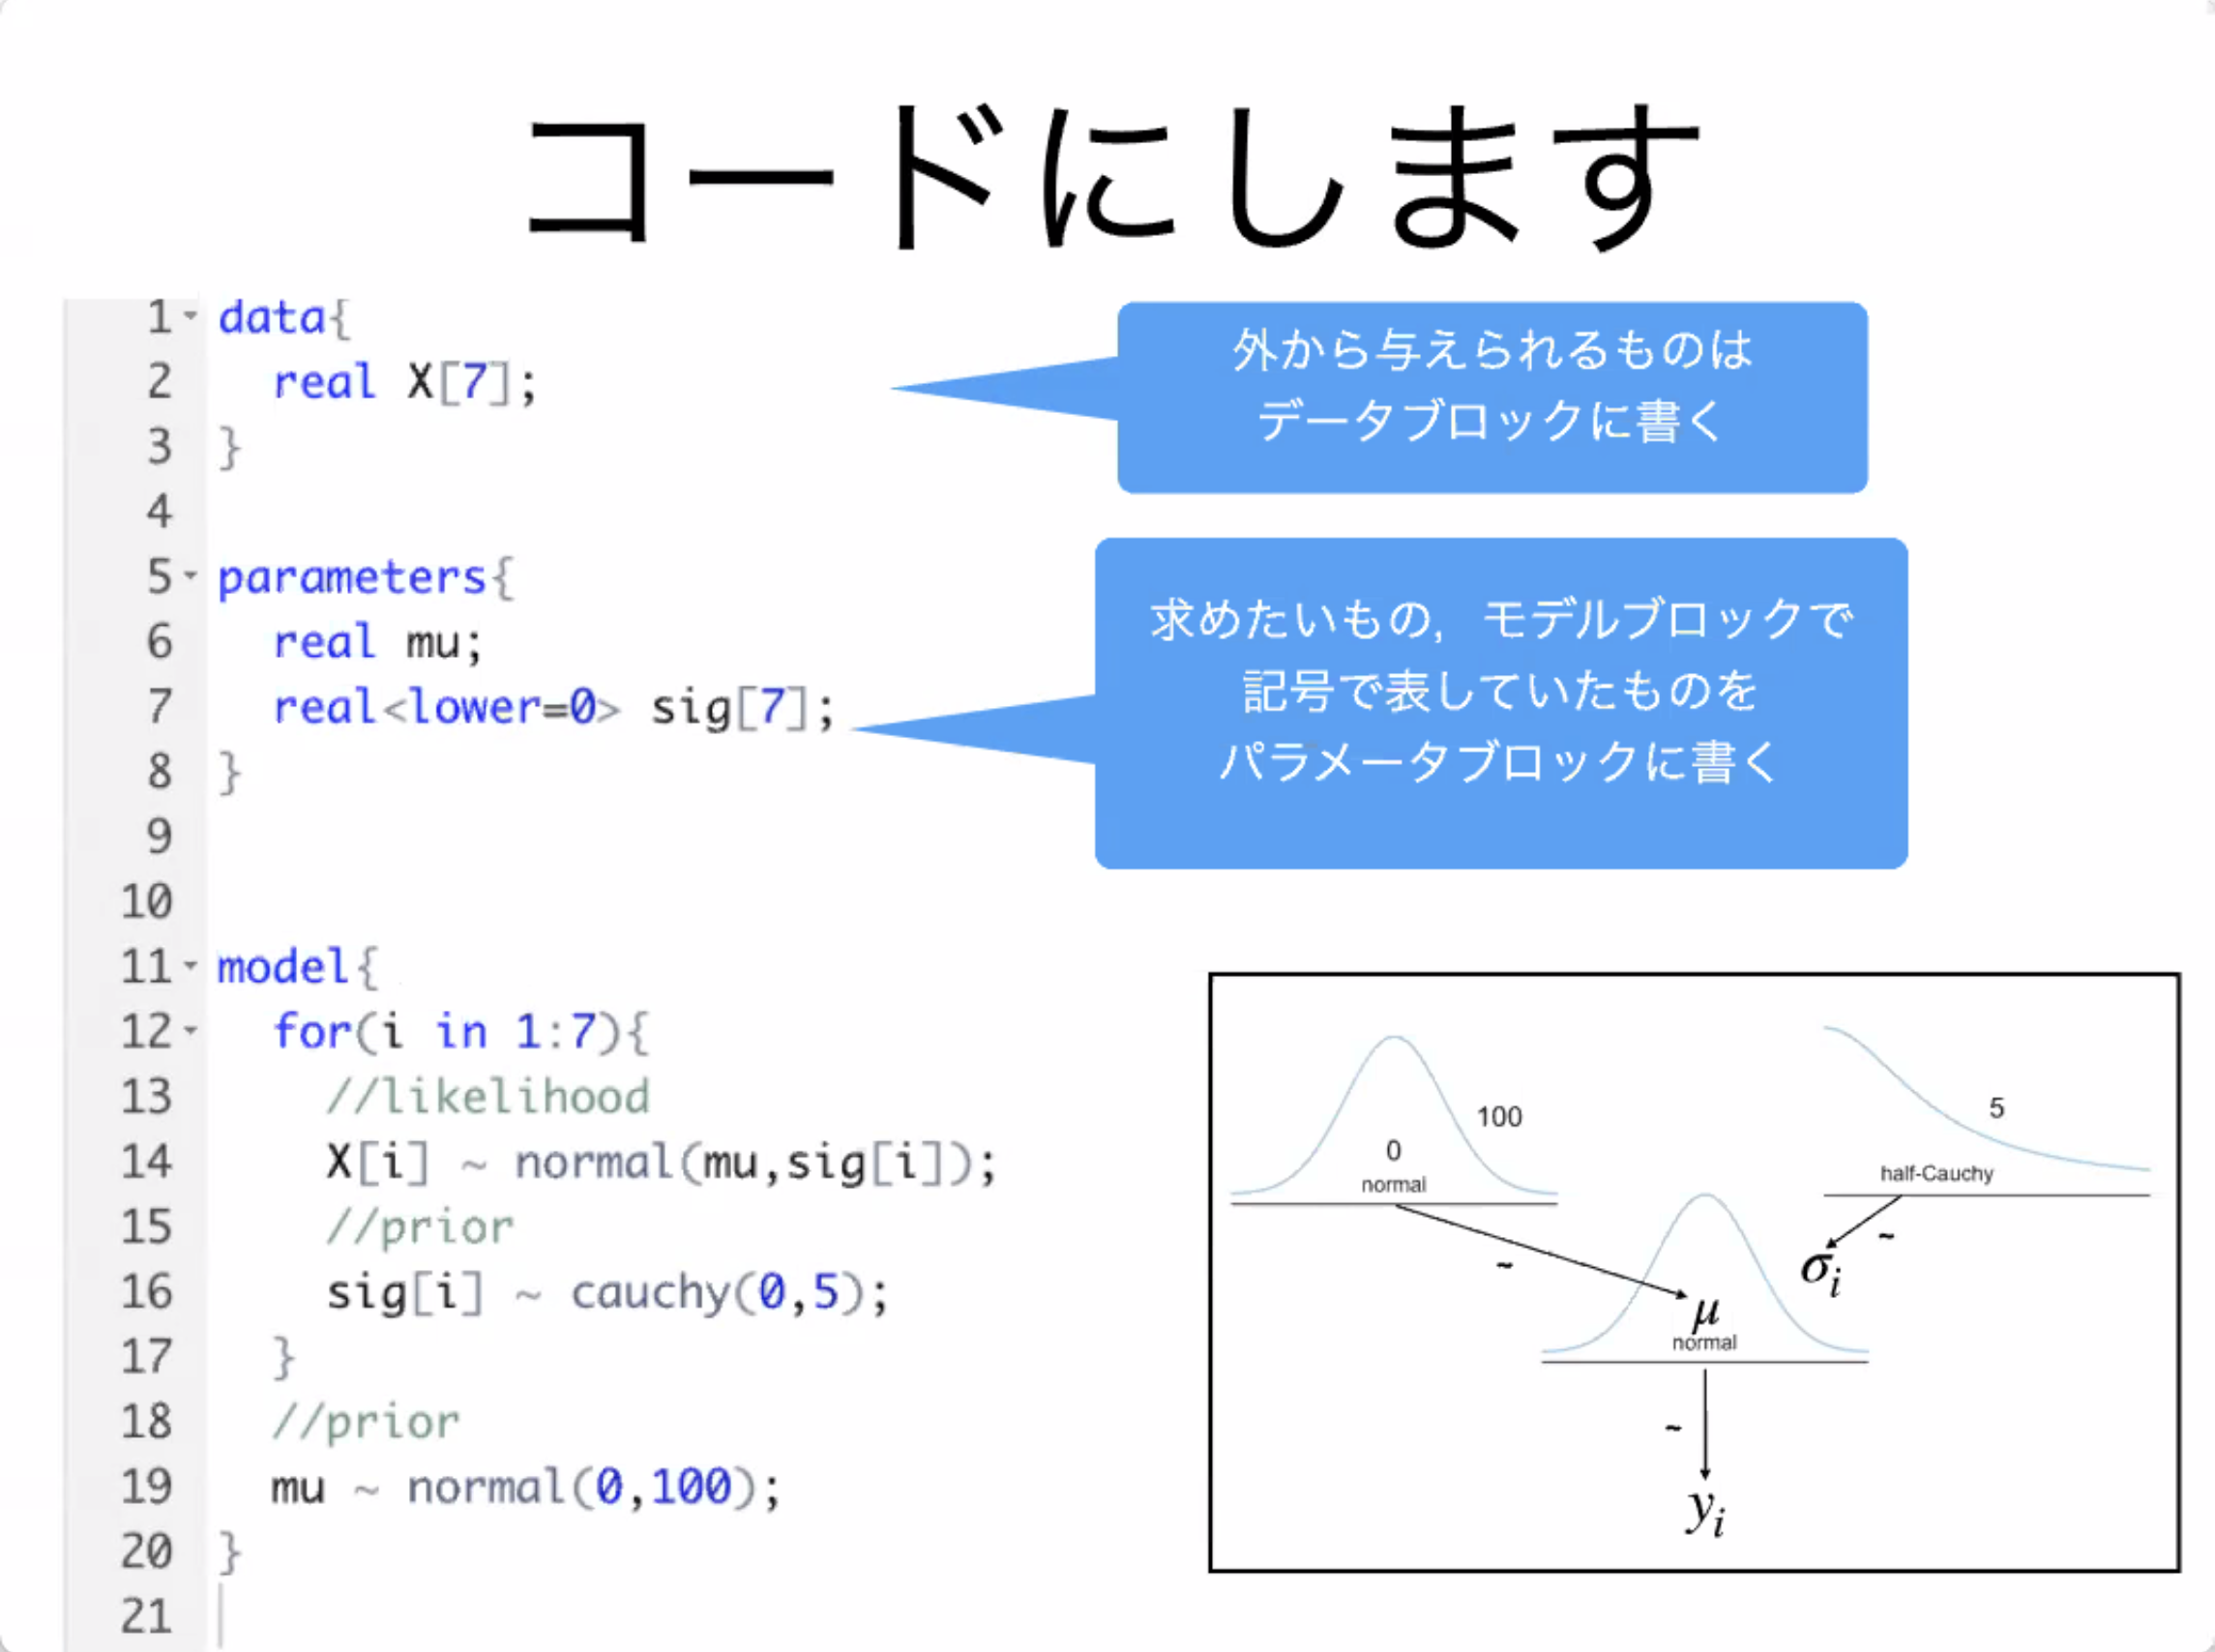 コードにします
1 data{
2 real X[7];
3 }
4
5 parameters{
6 real mu;
7 real<lower=0> sig[7];
8 }
9
10
11 model{
12 for(i in 1:7){
13 //likelihood
14 X[i] ~ normal(mu,sig[i]);
15 //prior
16 sig[i] ~ cauchy(0,5);
17 }
18 //prior
19 mu ~ normal(0,100);
20 }
21
外から与えられるものは
データブロックに書く
求めたいもの，モデルブロックで
記号で表していたものを
パラメータブロックに書く
100
0
normal
5
half-Cauchy
~
~
σi
μ
normal
~
yi